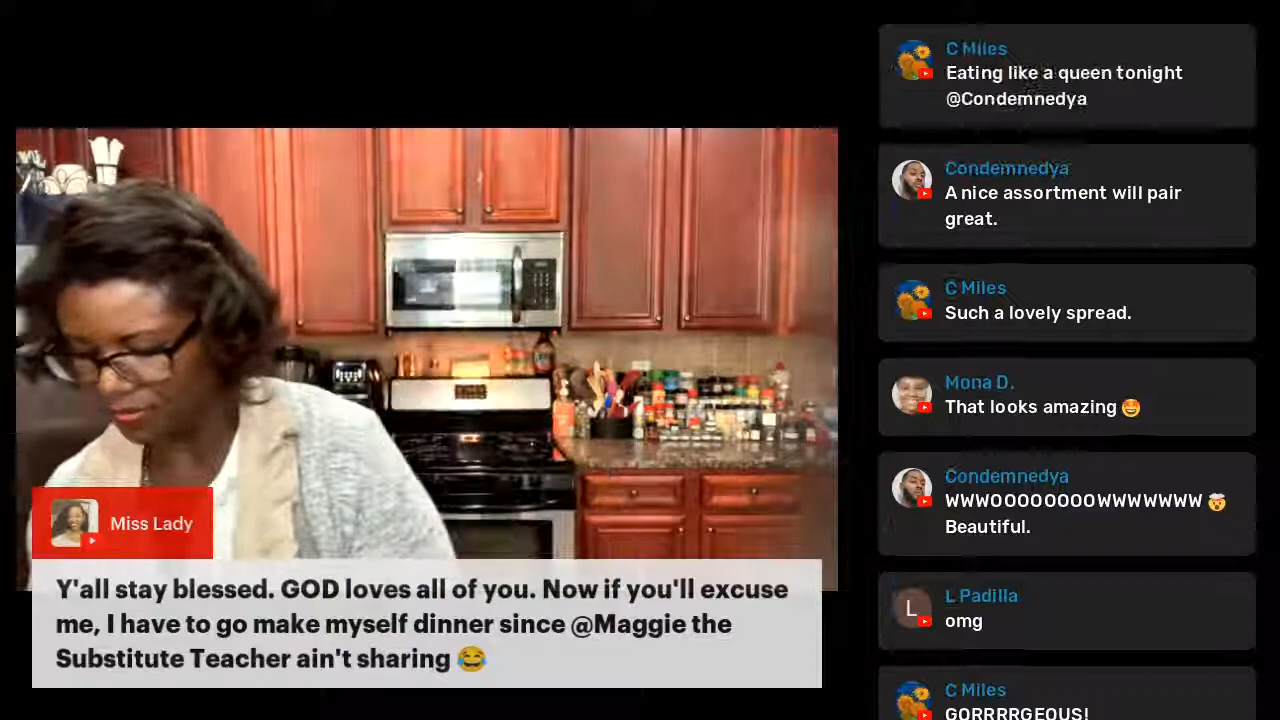 C Miles
Eating like a queen tonight
@Condemnedya
Condemnedya
A nice assortment will pair
great.
C Miles
Such a lovely spread.
Mona D.
That looks amazing 🤩
Condemnedya
WWWOOOOOOOOWWWWWWW 🤯
Beautiful.
L
L Padilla
omg
C Miles
GORRRRGEOUS!
Miss Lady
Y'all stay blessed. GOD loves all of you. Now if you'll excuse
me, I have to go make myself dinner since @Maggie the
Substitute Teacher ain't sharing 😂